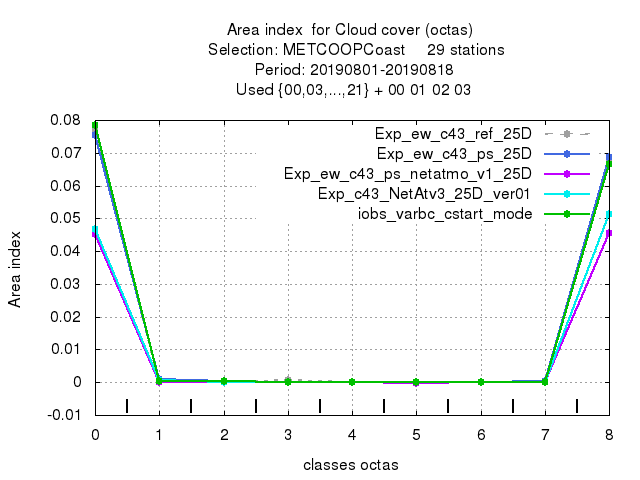 Area index  for Cloud cover (octas)
Selection: METCOOPCoast    29 stations
Period: 20190801-20190818
Used {00,03,...,21} + 00 01 02 03
0.08
0.07
0.06
0.05
0.04
0.03
0.02
0.01
0
-0.01
Area index
Exp_ew_c43_ref_25D
Exp_ew_c43_ps_25D
Exp_ew_c43_ps_netatmo_v1_25D
Exp_c43_NetAtv3_25D_ver01
iobs_varbc_cstart_mode
0 1 2 3 4 5 6 7 8
classes octas